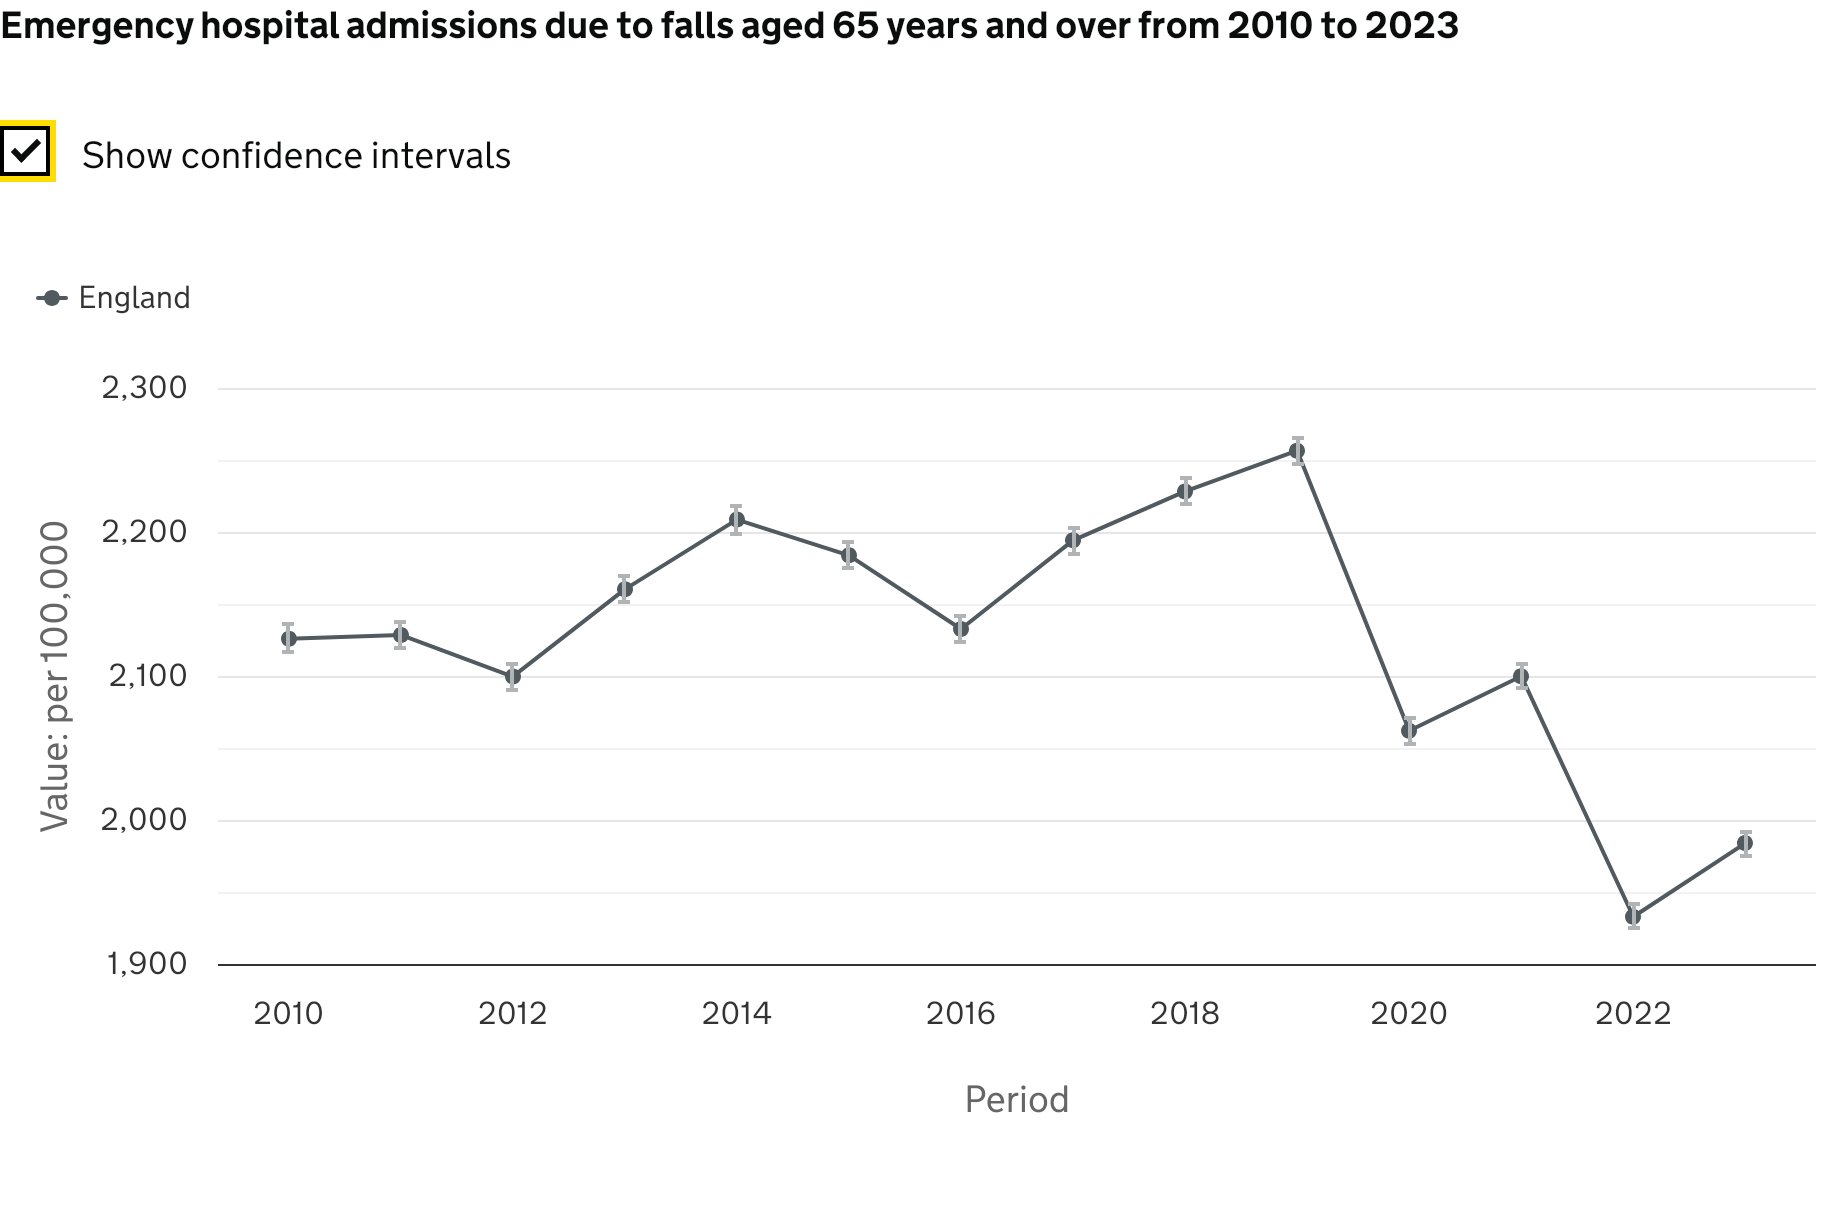 Emergency hospital admissions due to falls aged 65 years and over from 2010 to 2023
Show confidence intervals
England
2,300
2,200
2,100
2,000
1,900
Value: per 100,000
2010 2012 2014 2016 2018 2020 2022
Period